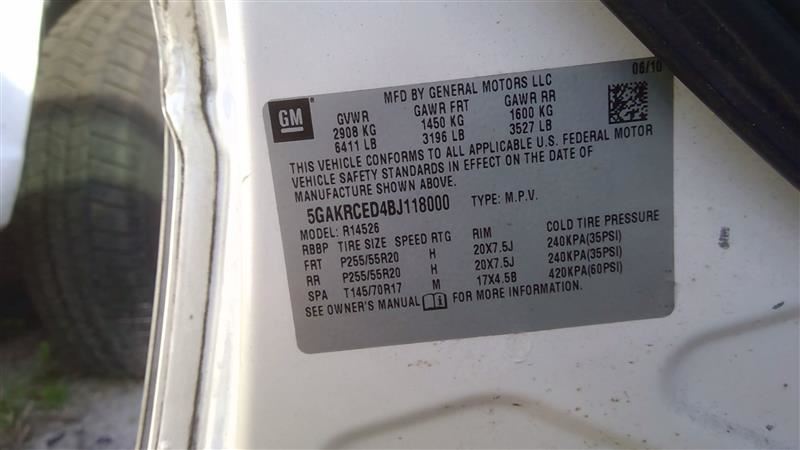 06/10
MFD BY GENERAL MOTORS LLC
GM
GVWR GAWR FRT GAWR RR
2908 KG 1450 KG 1600 KG
6411 LB 3196 LB 3527 LB
THIS VEHICLE CONFORMS TO ALL APPLICABLE U.S. FEDERAL MOTOR
VEHICLE SAFETY STANDARDS IN EFFECT ON THE DATE OF
MANUFACTURE SHOWN ABOVE.
5GAKRCED4BJ118000 TYPE: M.P.V.
MODEL: R14526
RBBP TIRE SIZE SPEED RTG RIM COLD TIRE PRESSURE
FRT P255/55R20 H 20X7.5J 240KPA(35PSI)
RR P255/55R20 H 20X7.5J 240KPA(35PSI)
SPA T145/70R17 M 17X4.5B 420KPA(60PSI)
SEE OWNER'S MANUAL FOR MORE INFORMATION.